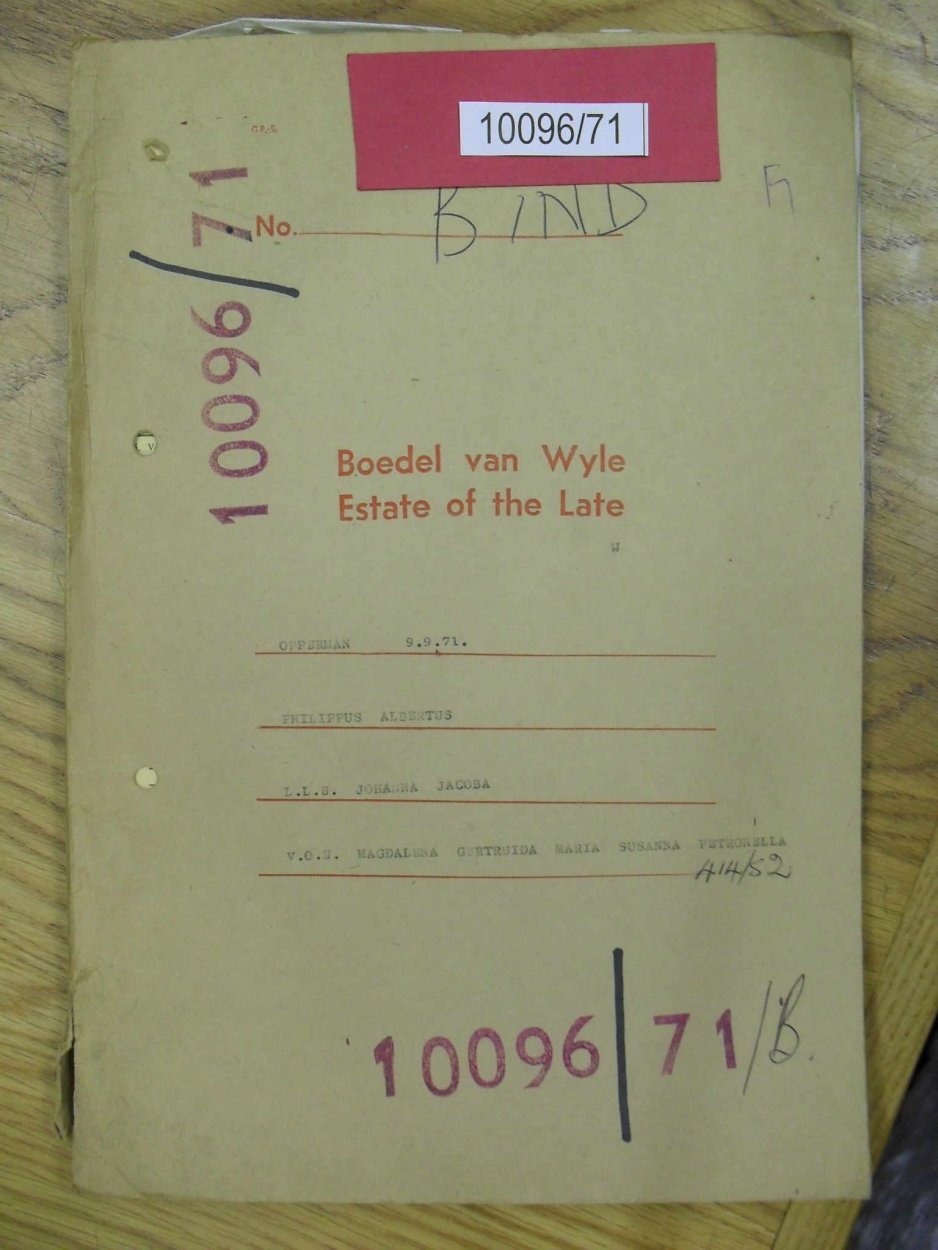 10096/71
10096/71
No. BIND
Boedel van Wyle
Estate of the Late
W
OPPERMAN 9.9.71.
PHILIPPUS ALBERTUS
JOHANNA JACOBA
MAGDALENA GERTRUIDA MARIA SUSANNA PETRONELLA
414/52
10096/71/B.